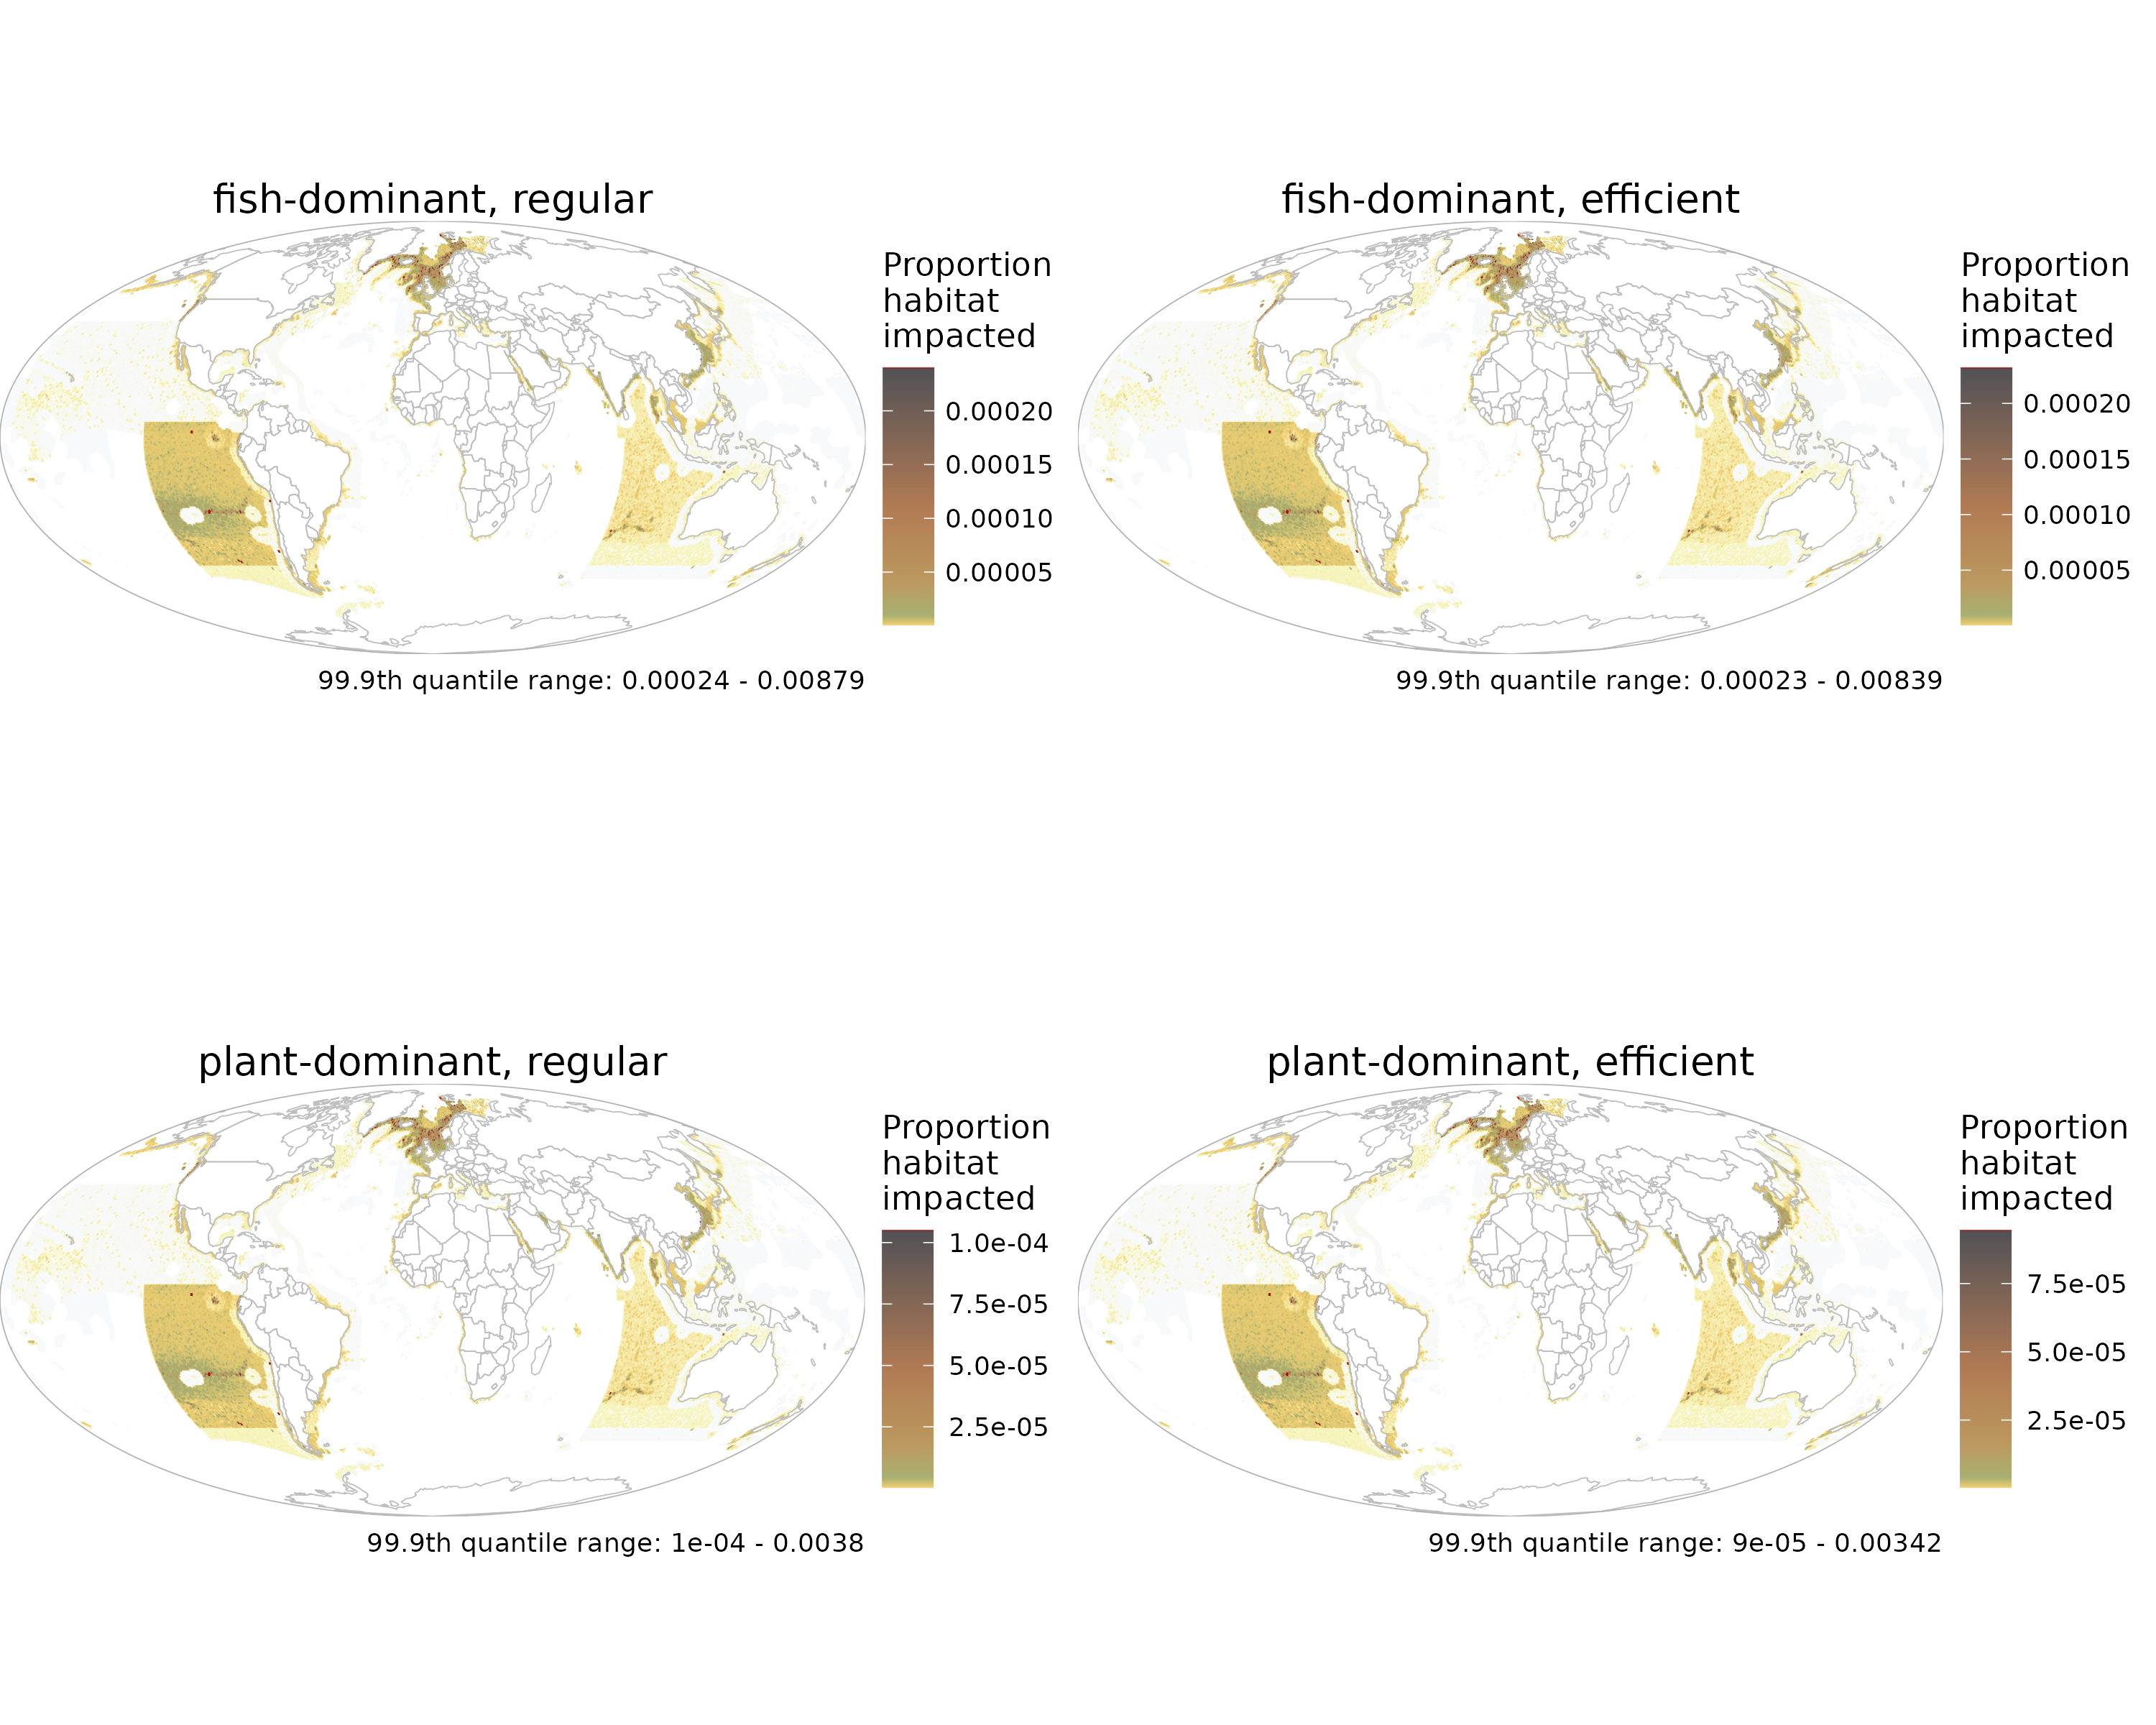 fish-dominant, regular
Proportion
habitat
impacted
0.00020
0.00015
0.00010
0.00005
99.9th quantile range: 0.00024 - 0.00879
fish-dominant, efficient
Proportion
habitat
impacted
0.00020
0.00015
0.00010
0.00005
99.9th quantile range: 0.00023 - 0.00839
plant-dominant, regular
Proportion
habitat
impacted
1.0e-04
7.5e-05
5.0e-05
2.5e-05
99.9th quantile range: 1e-04 - 0.0038
plant-dominant, efficient
Proportion
habitat
impacted
7.5e-05
5.0e-05
2.5e-05
99.9th quantile range: 9e-05 - 0.00342